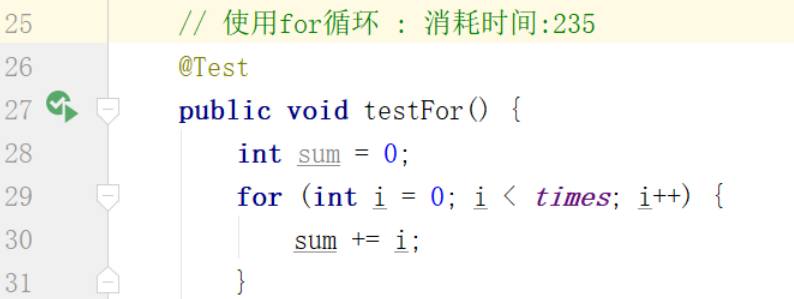 25 // 使用for循环 : 消耗时间:235
26 @Test
27 public void testFor() {
28 int sum = 0;
29 for (int i = 0; i < times; i++) {
30 sum += i;
31 }